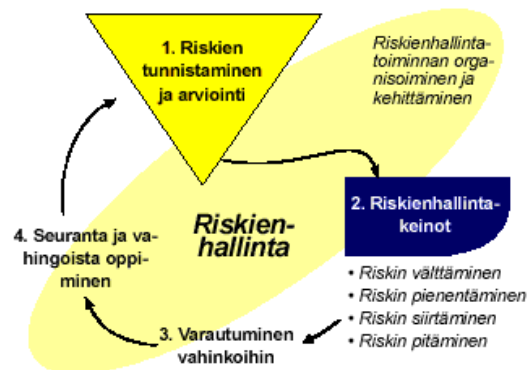 1. Riskien
tunnistaminen
ja arviointi
Riskienhallinta-
toiminnan orga-
nisoiminen ja
kehittäminen
2. Riskienhallinta-
keinot
• Riskin välttäminen
• Riskin pienentäminen
• Riskin siirtäminen
• Riskin pitäminen
Riskien-
hallinta
3. Varautuminen
vahinkoihin
4. Seuranta ja va-
hingoista oppi-
minen